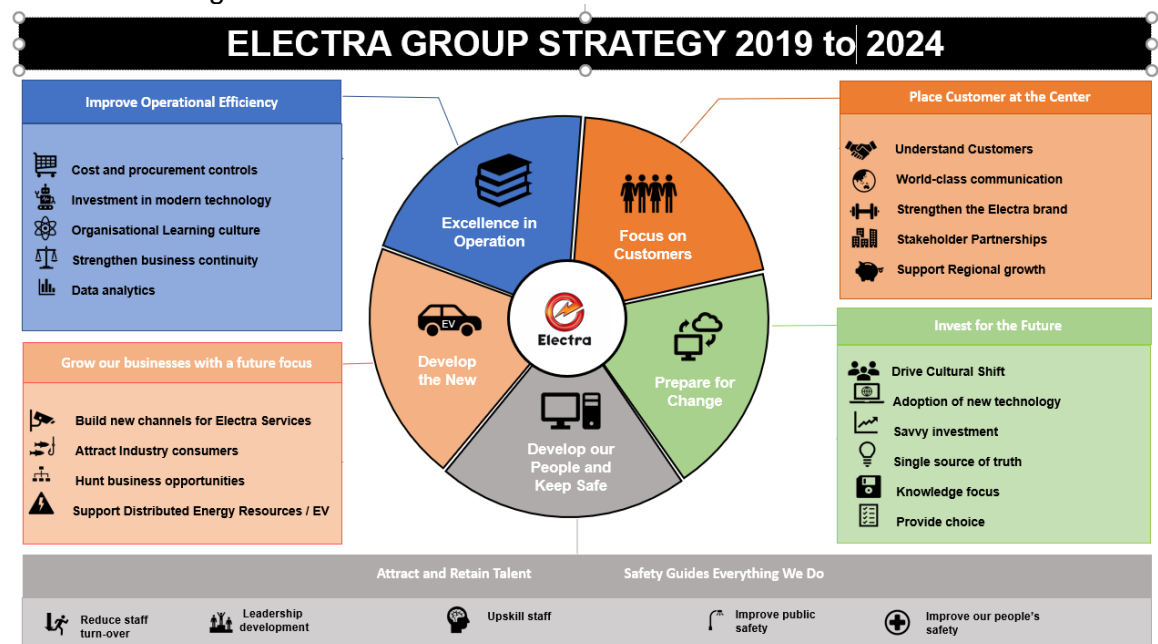 ELECTRA GROUP STRATEGY 2019 to 2024
Improve Operational Efficiency
Cost and procurement controls
Investment in modern technology
Organisational Learning culture
Strengthen business continuity
Data analytics
Place Customer at the Center
Understand Customers
World-class communication
Strengthen the Electra brand
Stakeholder Partnerships
Support Regional growth
Excellence in
Operation
Focus on
Customers
EV
Develop
the New
Electra
Prepare for
Change
Develop our
People and
Keep Safe
Grow our businesses with a future focus
Build new channels for Electra Services
Attract Industry consumers
Hunt business opportunities
Support Distributed Energy Resources / EV
Invest for the Future
Drive Cultural Shift
Adoption of new technology
Savvy investment
Single source of truth
Knowledge focus
Provide choice
Attract and Retain Talent
Safety Guides Everything We Do
Reduce staff
turn-over
Leadership
development
Upskill staff
Improve public
safety
Improve our people's
safety